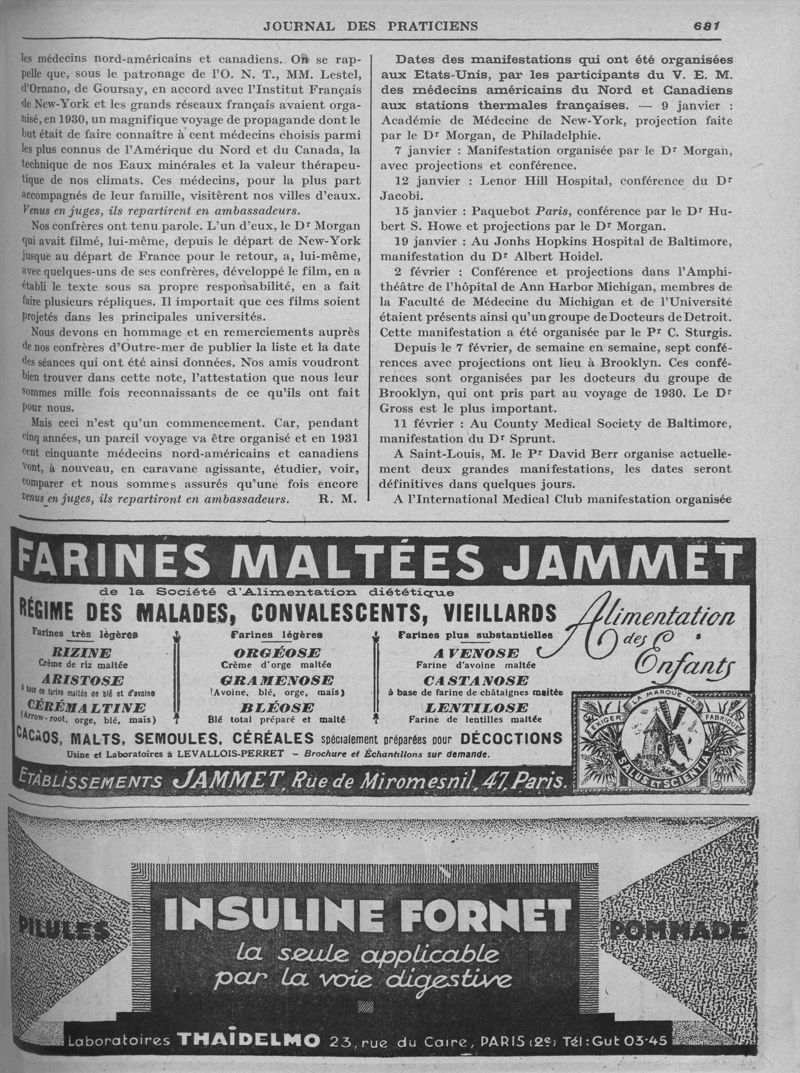 JOURNAL DES PRATICIENS 681
les médecins nord-américains et canadiens. On se rap-
pelle que, sous le patronage de l'O. N. T., MM. Lestel,
d'Ornano, de Goursay, en accord avec l'Institut Français
de New-York et les grands réseaux français avaient orga-
nisé, en 1930, un magnifique voyage de propagande dont le
but était de faire connaître à cent médecins choisis parmi
les plus connus de l'Amérique du Nord et du Canada, la
technique de nos Eaux minérales et la valeur thérapeu-
tique de nos climats. Ces médecins, pour la plus part
accompagnés de leur famille, visitèrent nos villes d'eaux.
Venus en juges, ils repartirent en ambassadeurs.
Nos confrères ont tenu parole. L'un d'eux, le Dr Morgan
qui avait filmé, lui-même, depuis le départ de New-York
jusque au départ de France pour le retour, a, lui-même,
avec quelques-uns de ses confrères, développé le film, en a
établi le texte sous sa propre responsabilité, en a fait
faire plusieurs répliques. Il importait que ces films soient
projetés dans les principales universités.
Nous devons en hommage et en remerciements auprès
de nos confrères d'Outre-mer de publier la liste et la date
des séances qui ont été ainsi données. Nos amis voudront
bien trouver dans cette note, l'attestation que nous leur
sommes mille fois reconnaissants de ce qu'ils ont fait
pour nous.
Mais ceci n'est qu'un commencement. Car, pendant
cinq années, un pareil voyage va être organisé et en 1931
cent cinquante médecins nord-américains et canadiens
vont, à nouveau, en caravane agissante, étudier, voir,
comparer et nous sommes assurés qu'une fois encore
venus en juges, ils repartiront en ambassadeurs. R. M.
Dates des manifestations qui ont été organisées
aux Etats-Unis, par les participants du V. E. M.
des médecins américains du Nord et Canadiens
aux stations thermales françaises. — 9 janvier :
Académie de Médecine de New-York, projection faite
par le Dr Morgan, de Philadelphie.
7 janvier : Manifestation organisée par le Dr Morgan,
avec projections et conférence.
12 janvier : Lenor Hill Hospital, conférence du Dr
Jacobi.
15 janvier : Paquebot Paris, conférence par le Dr Hu-
bert S. Howe et projections par le Dr Morgan.
19 janvier : Au Jonhs Hopkins Hospital de Baltimore,
manifestation du Dr Albert Hoidel.
2 février : Conférence et projections dans l'Amphi-
théâtre de l'hôpital de Ann Harbor Michigan, membres de
la Faculté de Médecine du Michigan et de l'Université
étaient présents ainsi qu'un groupe de Docteurs de Detroit.
Cette manifestation a été organisée par le Pr C. Sturgis.
Depuis le 7 février, de semaine en semaine, sept confé-
rences avec projections ont lieu à Brooklyn. Ces confé-
rences sont organisées par les docteurs du groupe de
Brooklyn, qui ont pris part au voyage de 1930. Le Dr
Gross est le plus important.
11 février : Au County Medical Society de Baltimore,
manifestation du Dr Sprunt.
A Saint-Louis, M. le Pr David Berr organise actuelle-
ment deux grandes manifestations, les dates seront
définitives dans quelques jours.
A l'International Medical Club manifestation organisée
FARINES MALTÉES JAMMET
de la Société d'Alimentation diététique
RÉGIME DES MALADES, CONVALESCENTS, VIEILLARDS
Alimentation
des
Enfants
Farines très légères
RIZINE
Crème de riz maltée
ARISTOSE
à base de farine maltée de blé et d'avoine
CÉRÉMALTINE
(Arrow-root, orge, blé, maïs)
Farines légères
ORGÉOSE
Crème d'orge maltée
GRAMENOSE
(Avoine, blé, orge, maïs)
BLÉOSE
Blé total préparé et malté
Farines plus substantielles
AVENOSE
Farine d'avoine maltée
CASTANOSE
à base de farine de châtaignes maltée
LENTILOSE
Farine de lentilles maltée
CACAOS, MALTS, SEMOULES, CÉRÉALES spécialement préparées pour DÉCOCTIONS
Usine et Laboratoires à LEVALLOIS-PERRET – Brochure et Échantillons sur demande.
EXIGER LA MARQUE DE FABRIQUE
SALUS ET SCIENTIA
ÉTABLISSEMENTS JAMMET, Rue de Miromesnil, 47, Paris.
PILULES
INSULINE FORNET
POMMADE
la seule applicable
par la voie digestive
Laboratoires THAÏDELMO 23, rue du Caire, PARIS (2e) Tél : Gut 03-45